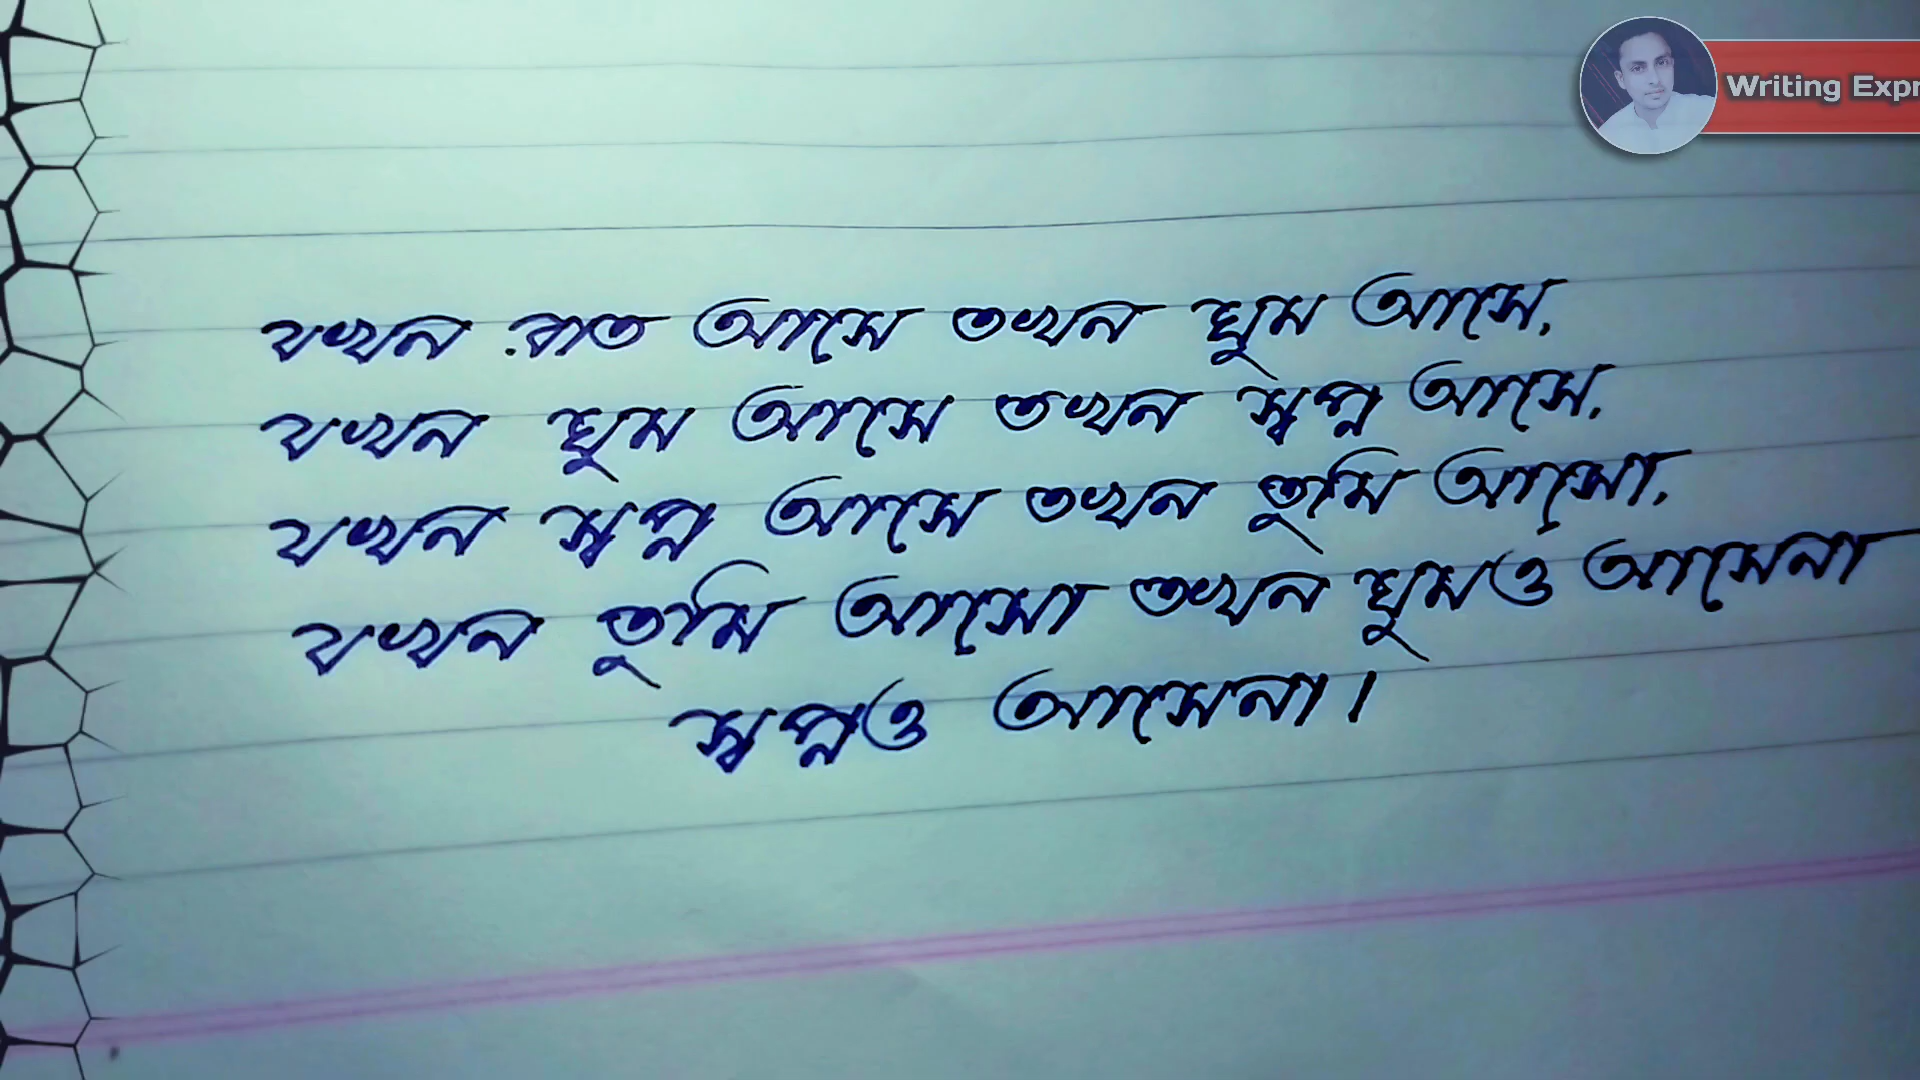 Writing Expr
যখন রাত আসে তখন ঘুম আসে,
যখন ঘুম আসে তখন স্বপ্ন আসে,
যখন স্বপ্ন আসে তখন তুমি আসো,
যখন তুমি আসো তখন ঘুমও আসেনা
স্বপ্নও আসেনা।